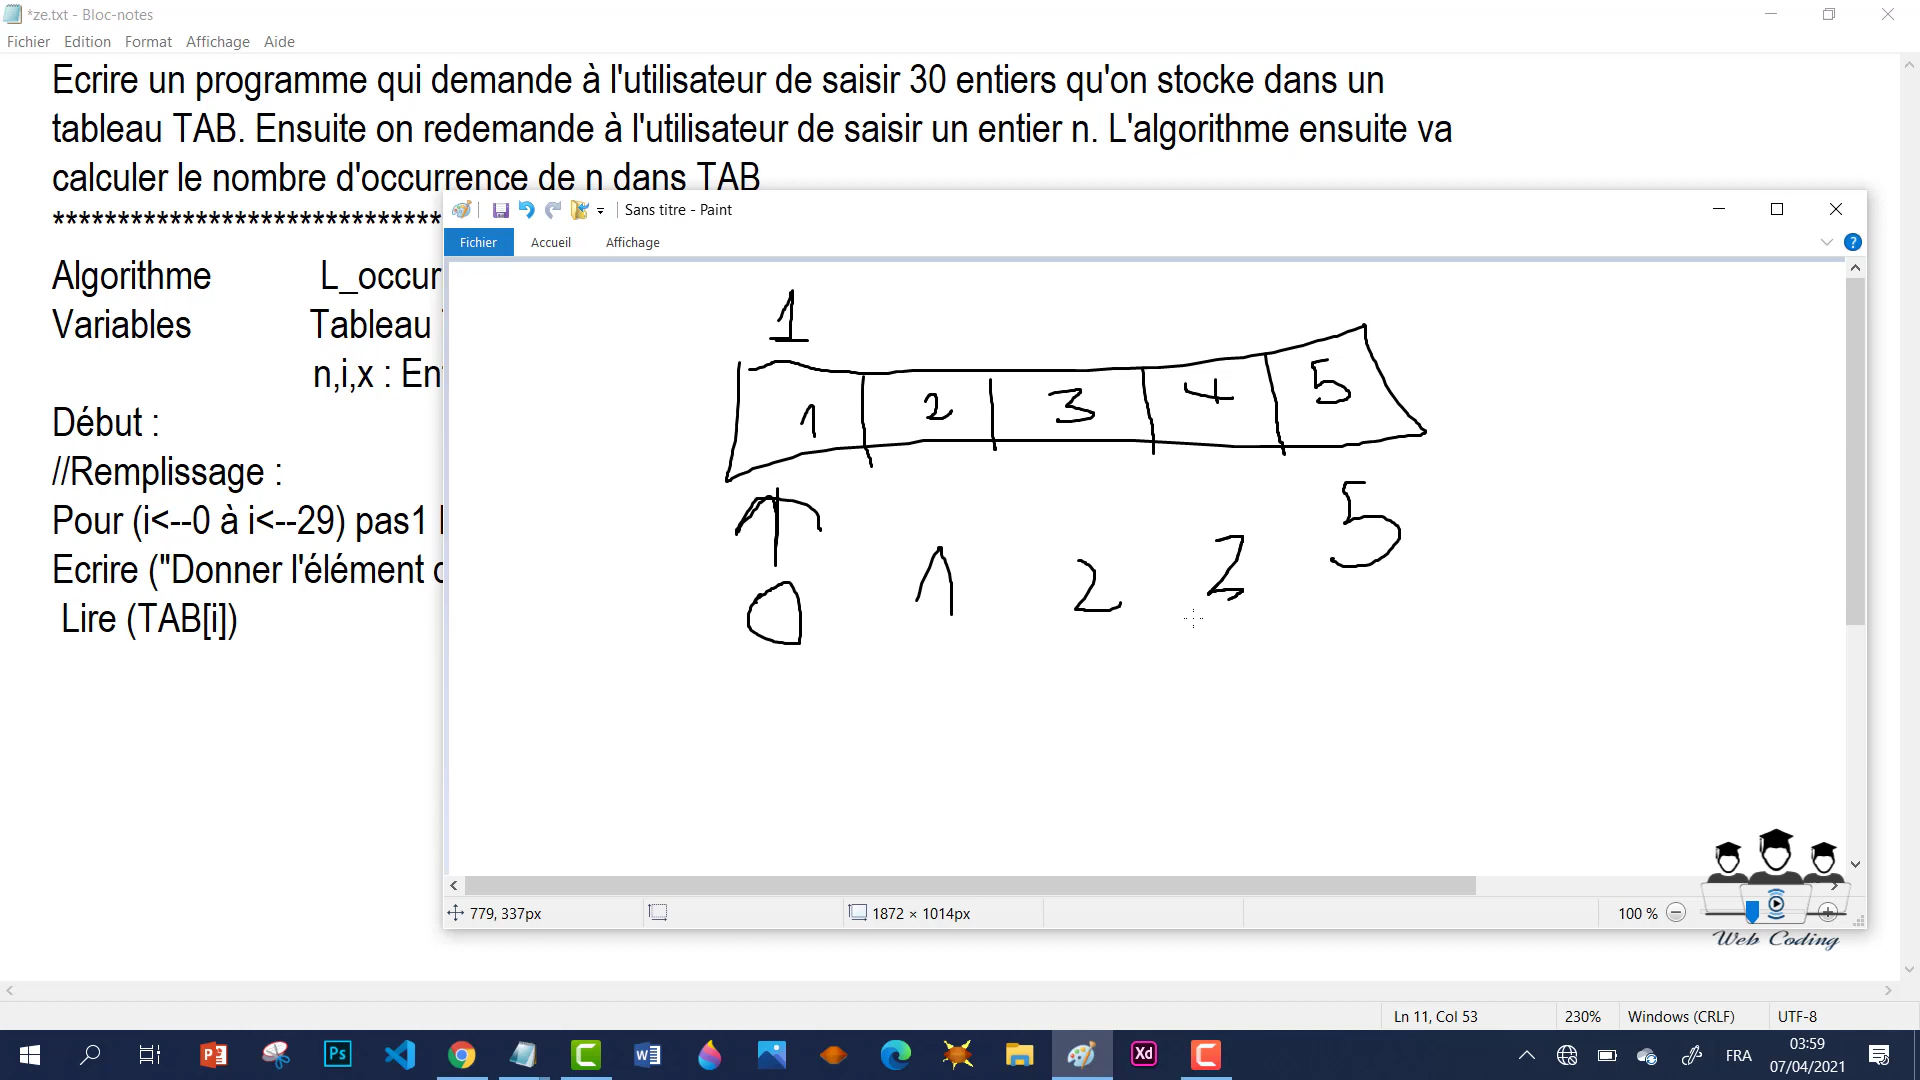 *ze.txt - Bloc-notes
Fichier Edition Format Affichage Aide
Ecrire un programme qui demande à l'utilisateur de saisir 30 entiers qu'on stocke dans un
tableau TAB. Ensuite on redemande à l'utilisateur de saisir un entier n. L'algorithme ensuite va
calculer le nombre d'occurrence de n dans TAB
******************************
Algorithme L_occur
Variables Tableau
n,i,x : En
Début :
//Remplissage :
Pour (i<--0 à i<--29) pas1
Ecrire ("Donner l'élément
Lire (TAB[i])
Sans titre - Paint
Fichier Accueil Affichage
1
1 2 3 4 5
0 1 2 5
779, 337px 1872 × 1014px 100 %
Web Coding
Ln 11, Col 53 230% Windows (CRLF) UTF-8
FRA 03:59
07/04/2021